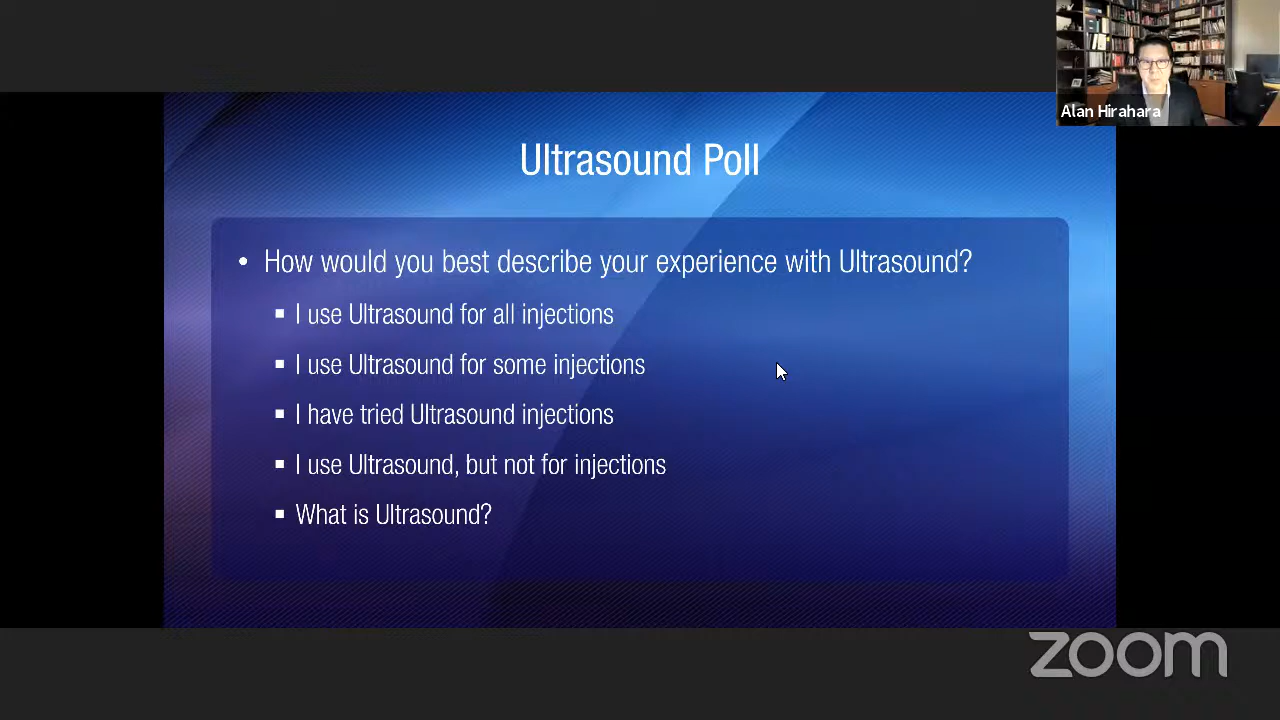 Alan Hirahara
Ultrasound Poll
• How would you best describe your experience with Ultrasound?
▪ I use Ultrasound for all injections
▪ I use Ultrasound for some injections
▪ I have tried Ultrasound injections
▪ I use Ultrasound, but not for injections
▪ What is Ultrasound?
zoom